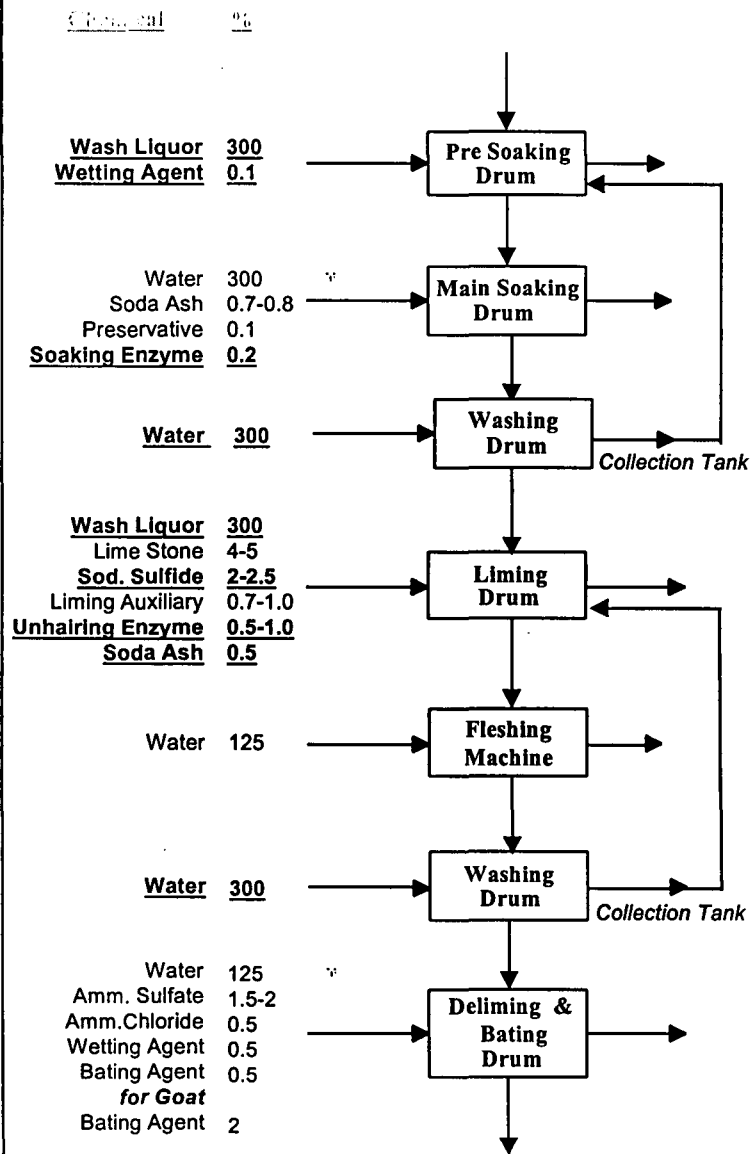 %
Wash Liquor 300
Wetting Agent 0.1
Pre Soaking
Drum
Water 300
Soda Ash 0.7-0.8
Preservative 0.1
Soaking Enzyme 0.2
Main Soaking
Drum
Water 300
Washing
Drum
Collection Tank
Wash Liquor 300
Lime Stone 4-5
Sod. Sulfide 2-2.5
Liming Auxiliary 0.7-1.0
Unhairing Enzyme 0.5-1.0
Soda Ash 0.5
Liming
Drum
Water 125
Fleshing
Machine
Water 300
Washing
Drum
Collection Tank
Water 125
Amm. Sulfate 1.5-2
Amm.Chloride 0.5
Wetting Agent 0.5
Bating Agent 0.5
for Goat
Bating Agent 2
Deliming &
Bating
Drum